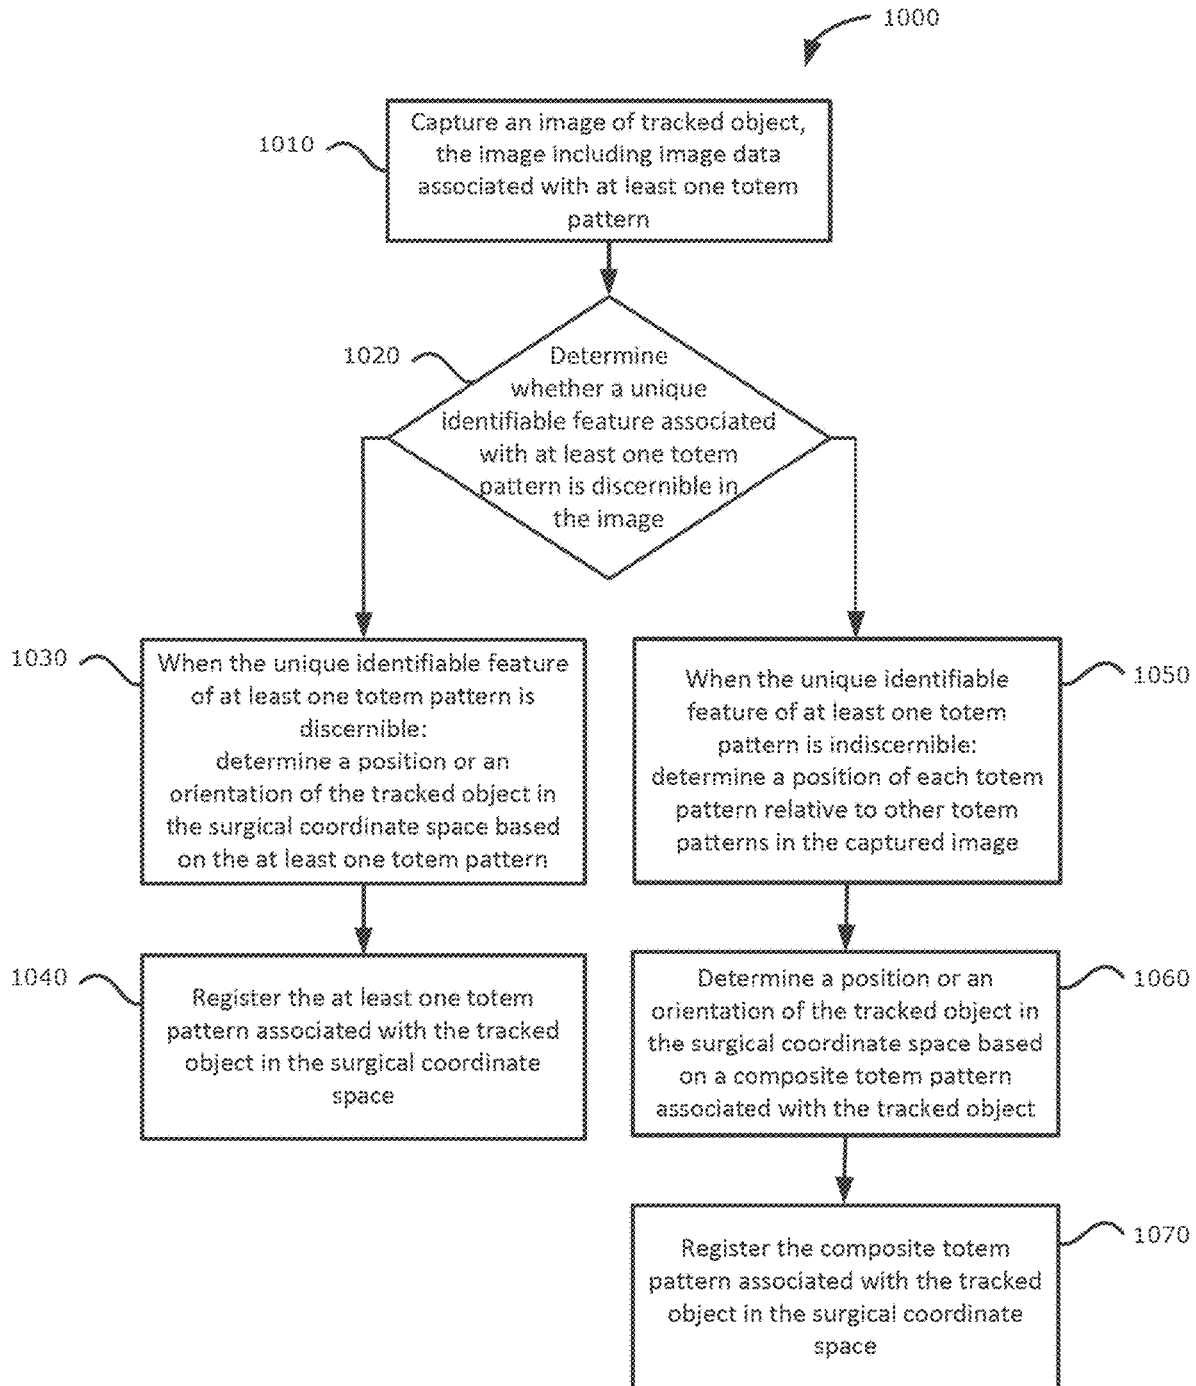 1000
1010
Capture an image of tracked object,
the image including image data
associated with at least one totem
pattern
1020
Determine
whether a unique
identifiable feature associated
with at least one totem
pattern is discernible in
the image
1030
When the unique identifiable feature
of at least one totem pattern is
discernible:
determine a position or an
orientation of the tracked object in
the surgical coordinate space based
on the at least one totem pattern
1050
When the unique identifiable
feature of at least one totem
pattern is indiscernible:
determine a position of each totem
pattern relative to other totem
patterns in the captured image
1040
Register the at least one totem
pattern associated with the tracked
object in the surgical coordinate
space
1060
Determine a position or an
orientation of the tracked object in
the surgical coordinate space based
on a composite totem pattern
associated with the tracked object
1070
Register the composite totem
pattern associated with the tracked
object in the surgical coordinate
space